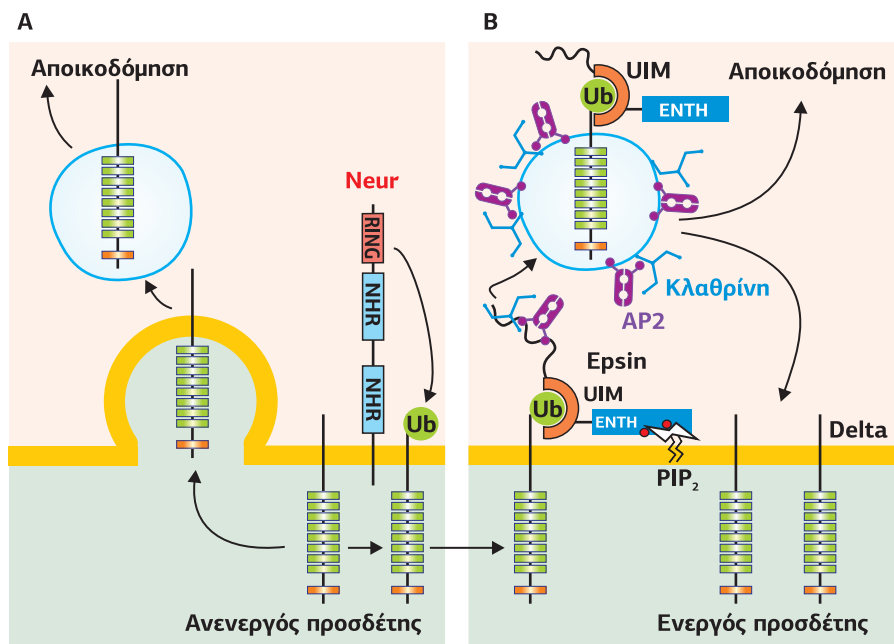 A
Αποικοδόμηση
Neur
RING
NHR
NHR
Ub
Ανενεργός προσδέτης
B
UIM
Ub
ENTH
Αποικοδόμηση
Κλαθρίνη
AP2
Epsin
UIM
Ub
ENTH
PIP2
Delta
Ενεργός προσδέτης